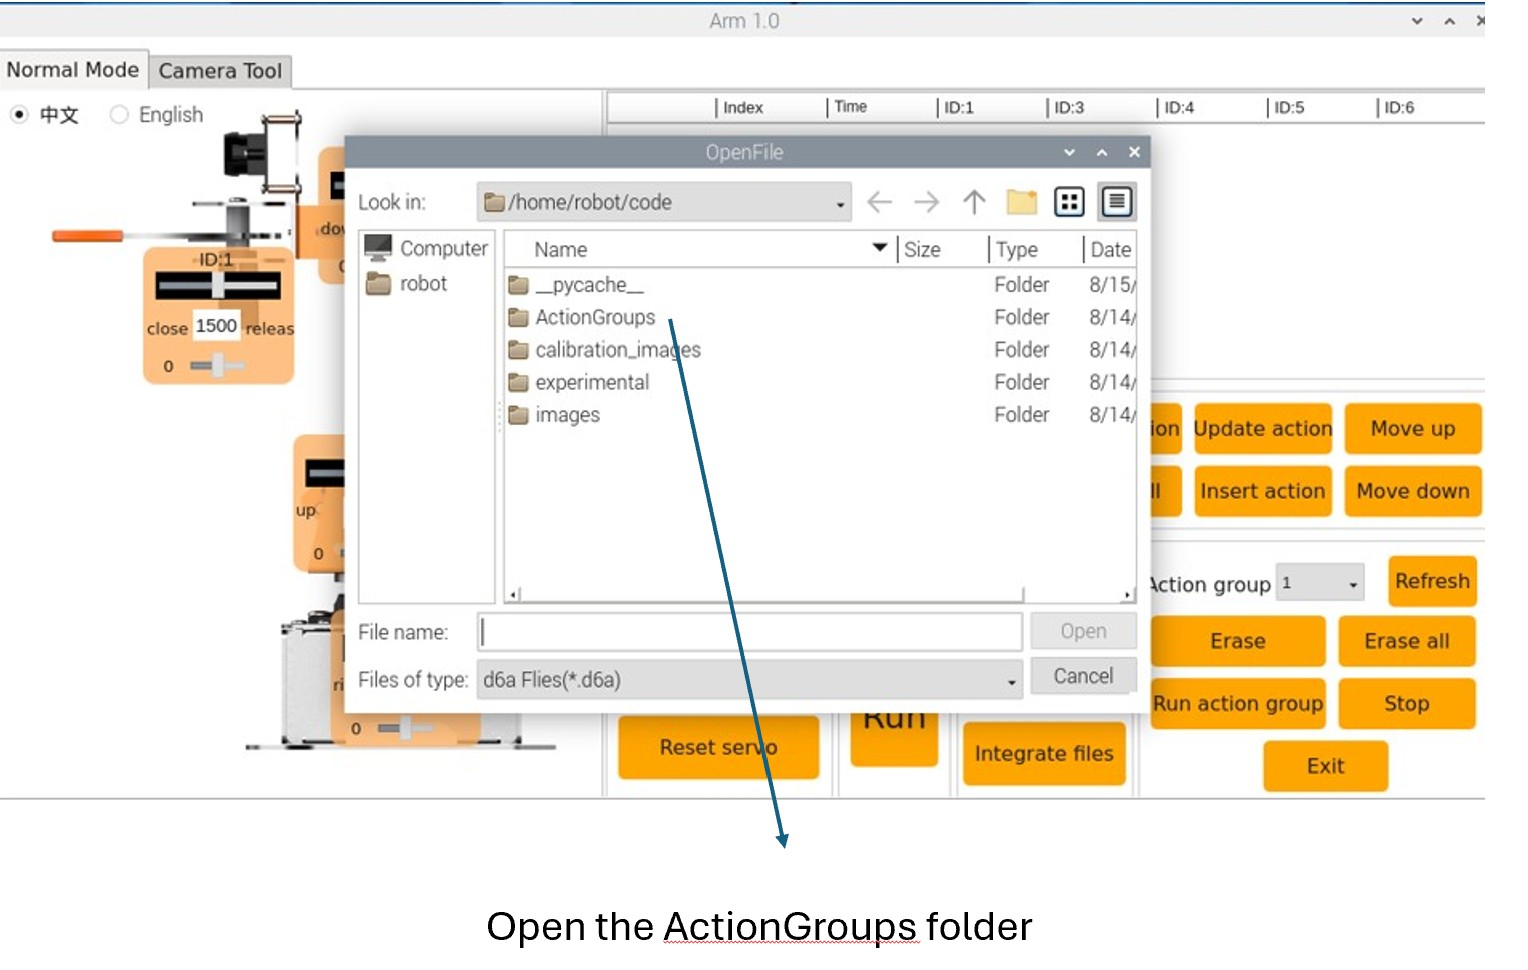 Arm 1.0
Normal Mode
Camera Tool
中文
English
Index
Time
ID:1
ID:3
ID:4
ID:5
ID:6
OpenFile
Look in:
/home/robot/code
Computer
robot
Name
Size
Type
Date
__pycache__
Folder
8/15/
ActionGroups
Folder
8/14/
calibration_images
Folder
8/14/
experimental
Folder
8/14/
images
Folder
8/14/
ID:1
close
1500
releas
0
up
0
0
File name:
Open
Files of type:
d6a Flies(*.d6a)
Cancel
ion
Update action
Move up
ll
Insert action
Move down
Action group
1
Refresh
Erase
Erase all
Run action group
Stop
Reset servo
Run
Integrate files
Exit
Open the ActionGroups folder